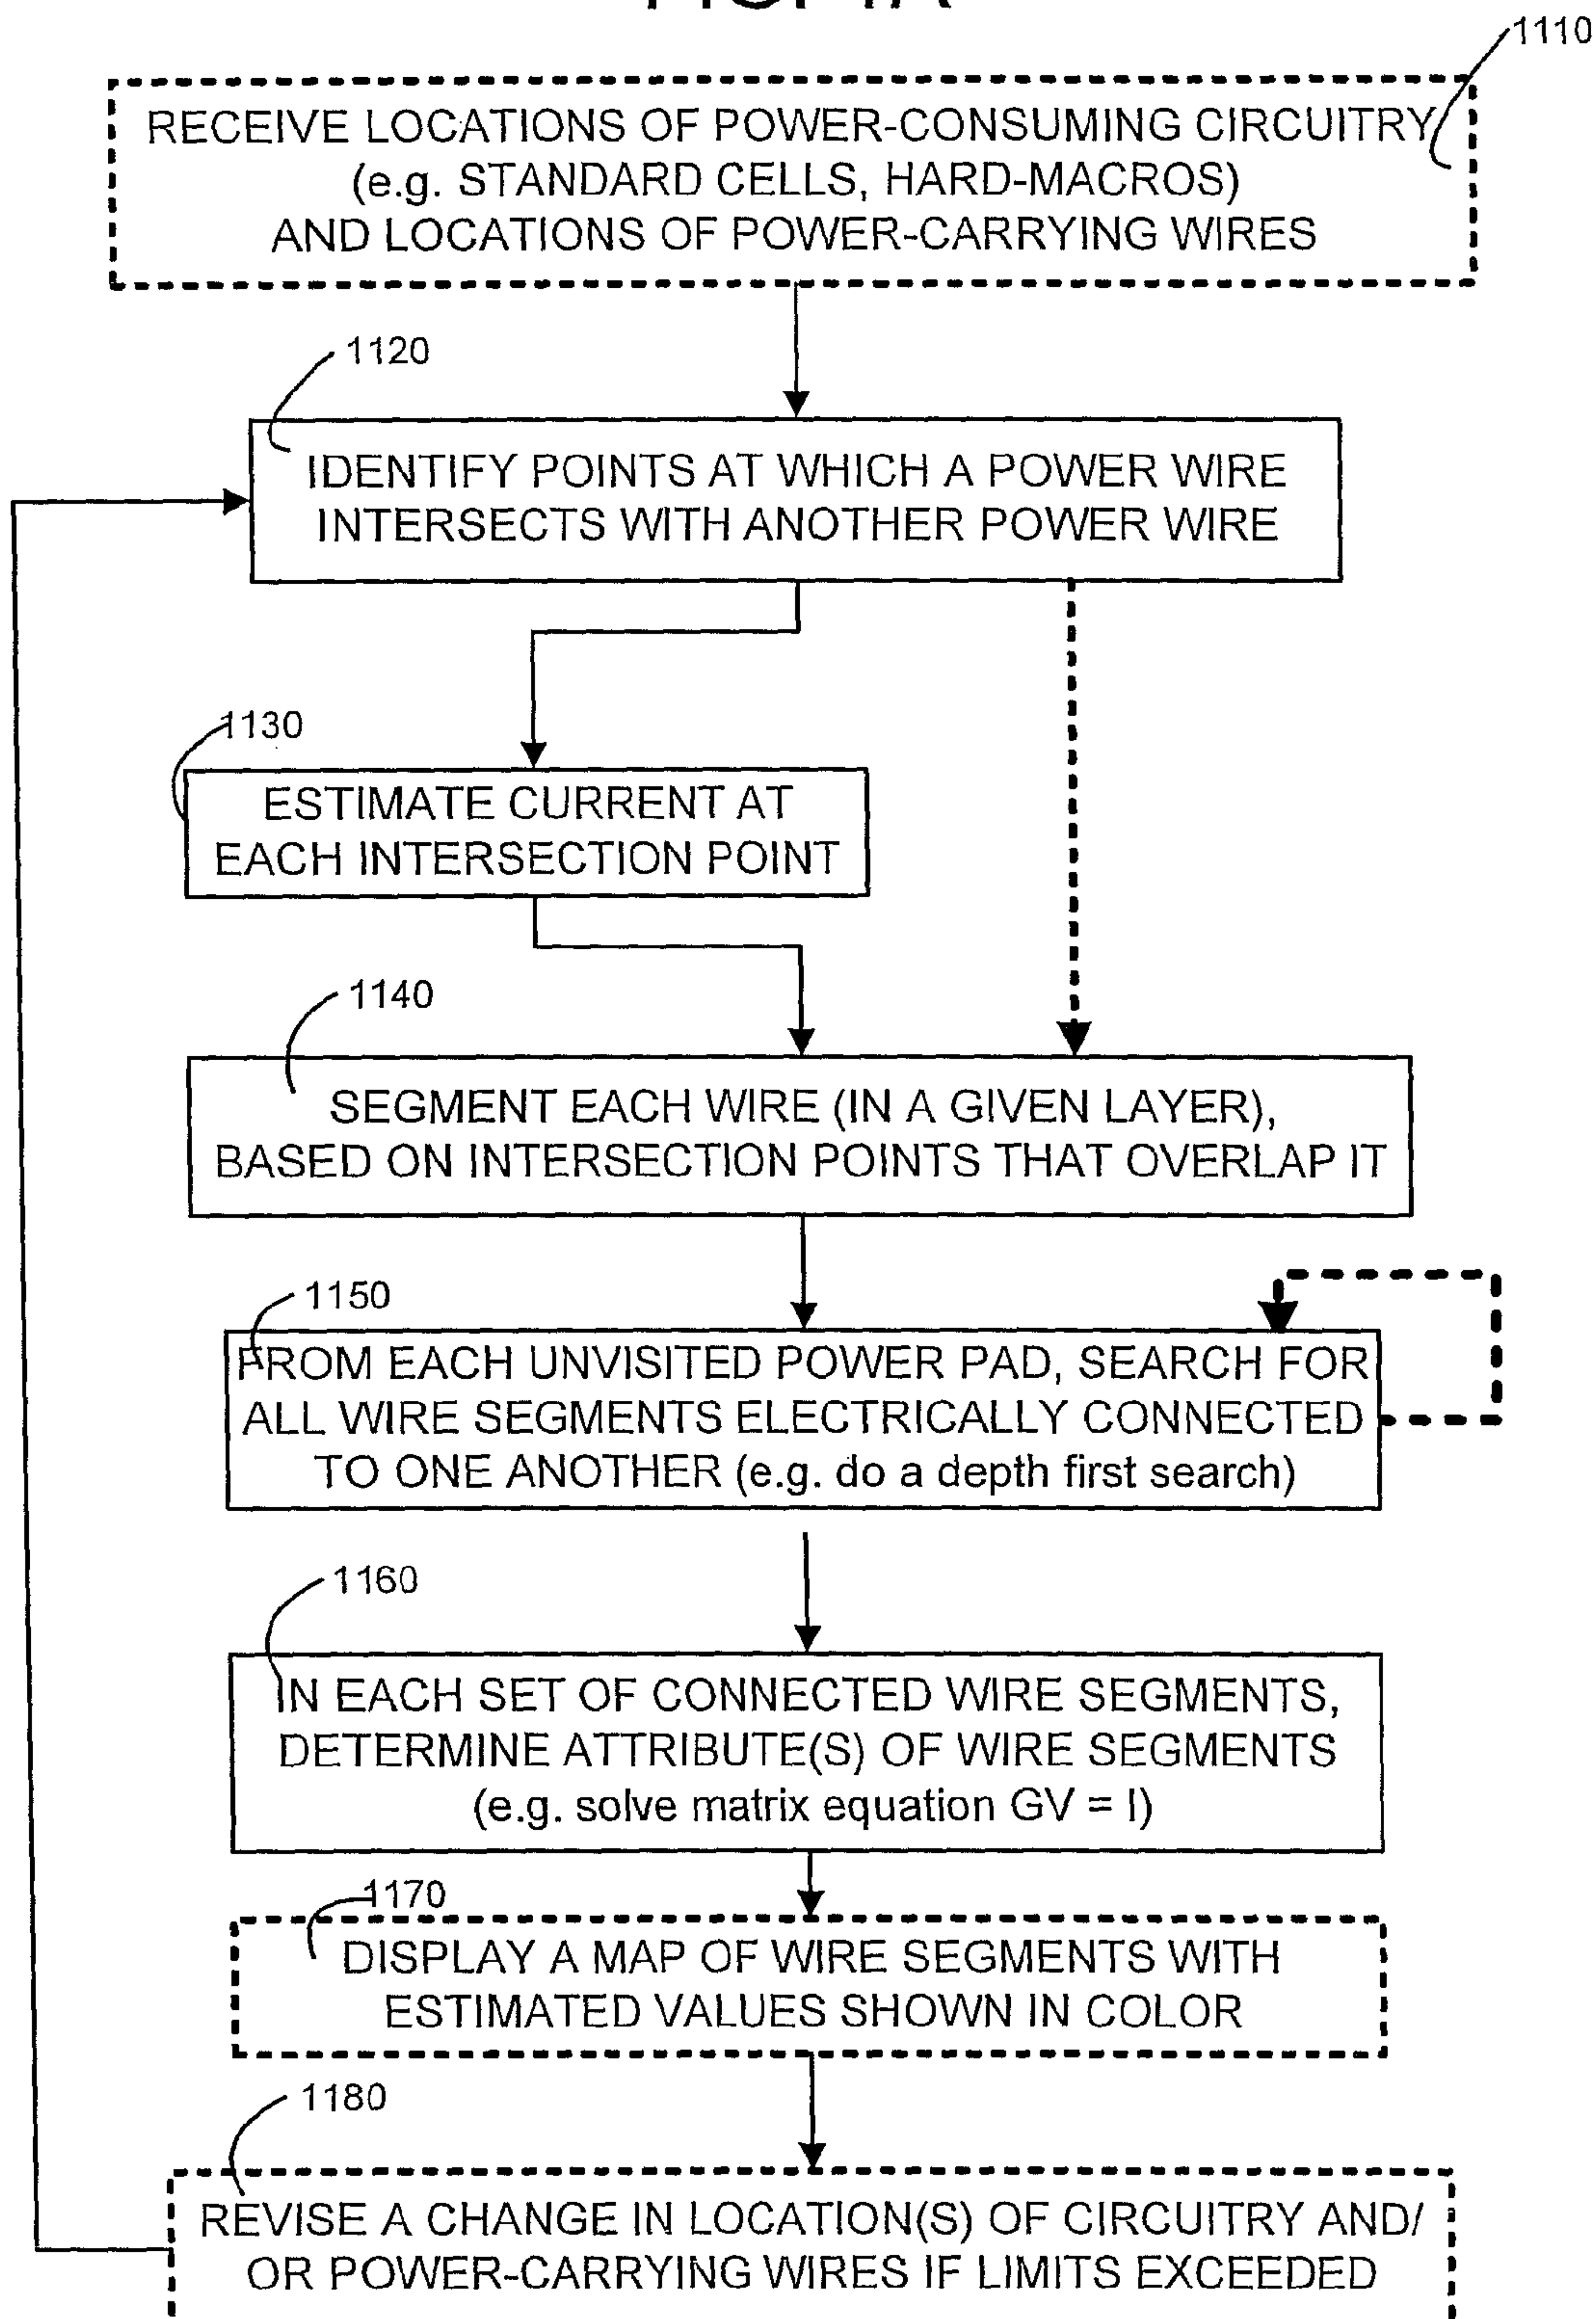 1110
RECEIVE LOCATIONS OF POWER-CONSUMING CIRCUITRY
(e.g. STANDARD CELLS, HARD-MACROS)
AND LOCATIONS OF POWER-CARRYING WIRES
1120
IDENTIFY POINTS AT WHICH A POWER WIRE
INTERSECTS WITH ANOTHER POWER WIRE
1130
ESTIMATE CURRENT AT
EACH INTERSECTION POINT
1140
SEGMENT EACH WIRE (IN A GIVEN LAYER),
BASED ON INTERSECTION POINTS THAT OVERLAP IT
1150
FROM EACH UNVISITED POWER PAD, SEARCH FOR
ALL WIRE SEGMENTS ELECTRICALLY CONNECTED
TO ONE ANOTHER (e.g. do a depth first search)
1160
IN EACH SET OF CONNECTED WIRE SEGMENTS,
DETERMINE ATTRIBUTE(S) OF WIRE SEGMENTS
(e.g. solve matrix equation GV = I)
1170
DISPLAY A MAP OF WIRE SEGMENTS WITH
ESTIMATED VALUES SHOWN IN COLOR
1180
REVISE A CHANGE IN LOCATION(S) OF CIRCUITRY AND/
OR POWER-CARRYING WIRES IF LIMITS EXCEEDED